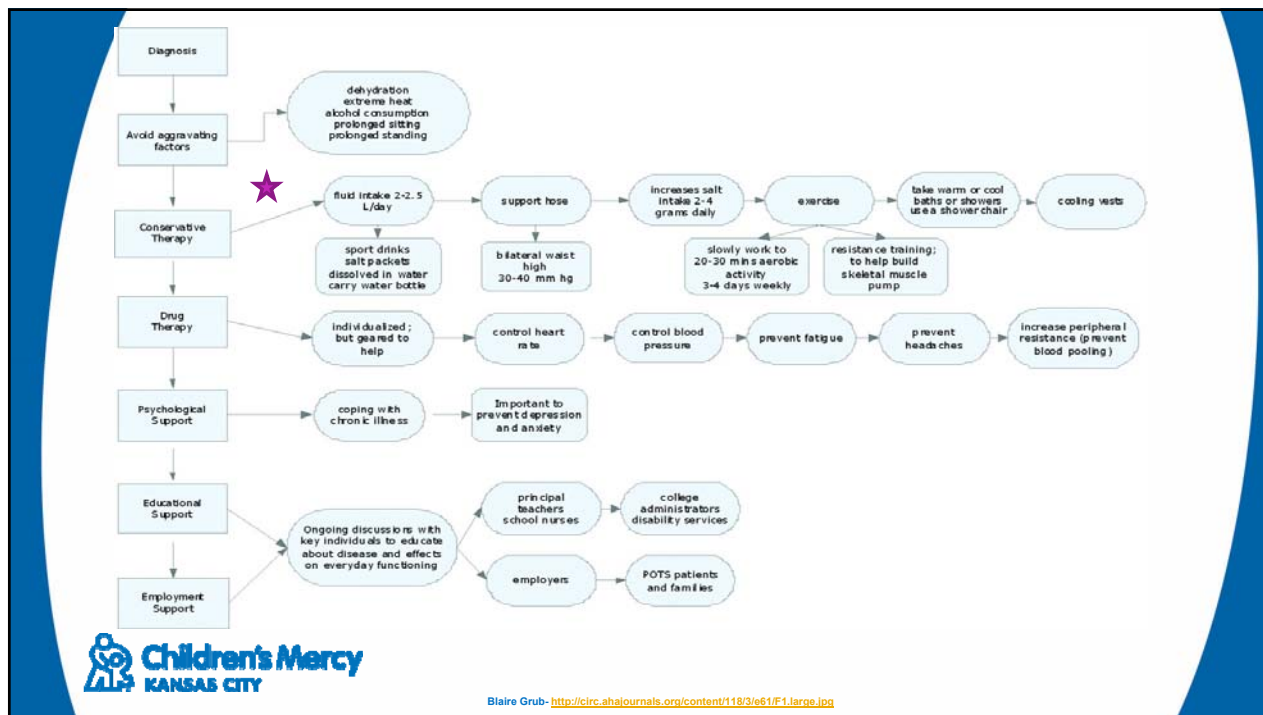 Diagnosis
dehydration
extreme heat
alcohol consumption
prolonged sitting
prolonged standing
Avoid aggravating
factors
fluid intake 2-2.5
L/day
support hose
increases salt
intake 2-4
grams daily
exercise
take warm or cool
baths or showers
use a shower chair
cooling vests
Conservative
Therapy
sport drinks
salt packets
dissolved in water
carry water bottle
bilateral waist
high
30-40 mm hg
slowly work to
20-30 mins aerobic
activity
3-4 days weekly
resistance training;
to help build
skeletal muscle
pump
Drug
Therapy
individualized;
but geared to
help
control heart
rate
control blood
pressure
prevent fatigue
prevent
headaches
increase peripheral
resistance (prevent
blood pooling)
Psychological
Support
coping with
chronic illness
Important to
prevent depression
and anxiety
Educational
Support
Ongoing discussions with
key individuals to educate
about disease and effects
on everyday functioning
principal
teachers
school nurses
college
administrators
disability services
employers
POTS patients
and families
Employment
Support
Children's Mercy
KANSAS CITY
Blaire Grub- http://circ.ahajournals.org/content/118/3/e61/F1.large.jpg